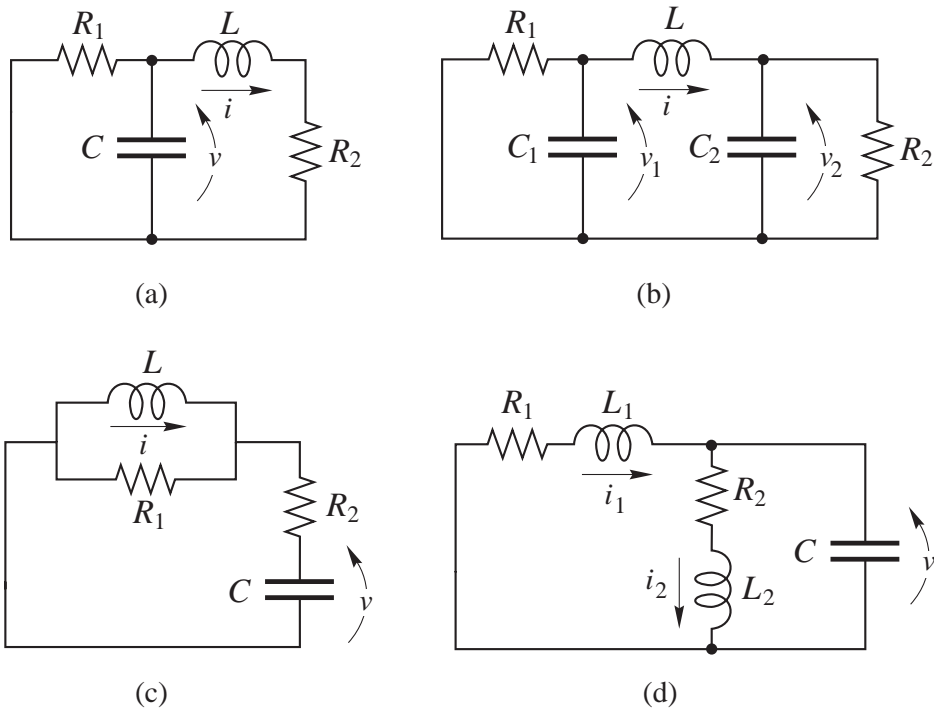 R₁ L
C v i R₂
(a)
R₁ L
C₁ v₁ i C₂ v₂ R₂
(b)
L
i
R₁
R₂
C v
(c)
R₁ L₁
i₁ R₂
i₂ L₂ C v
(d)